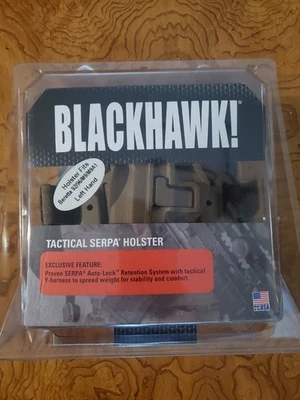 BLACKHAWK!
Holster Fits
Left Hand
TACTICAL SERPA® HOLSTER
EXCLUSIVE FEATURE:
Proven SERPA® Auto-Lock™ Retention System with tactical
Y-harness to spread weight for stability and comfort.